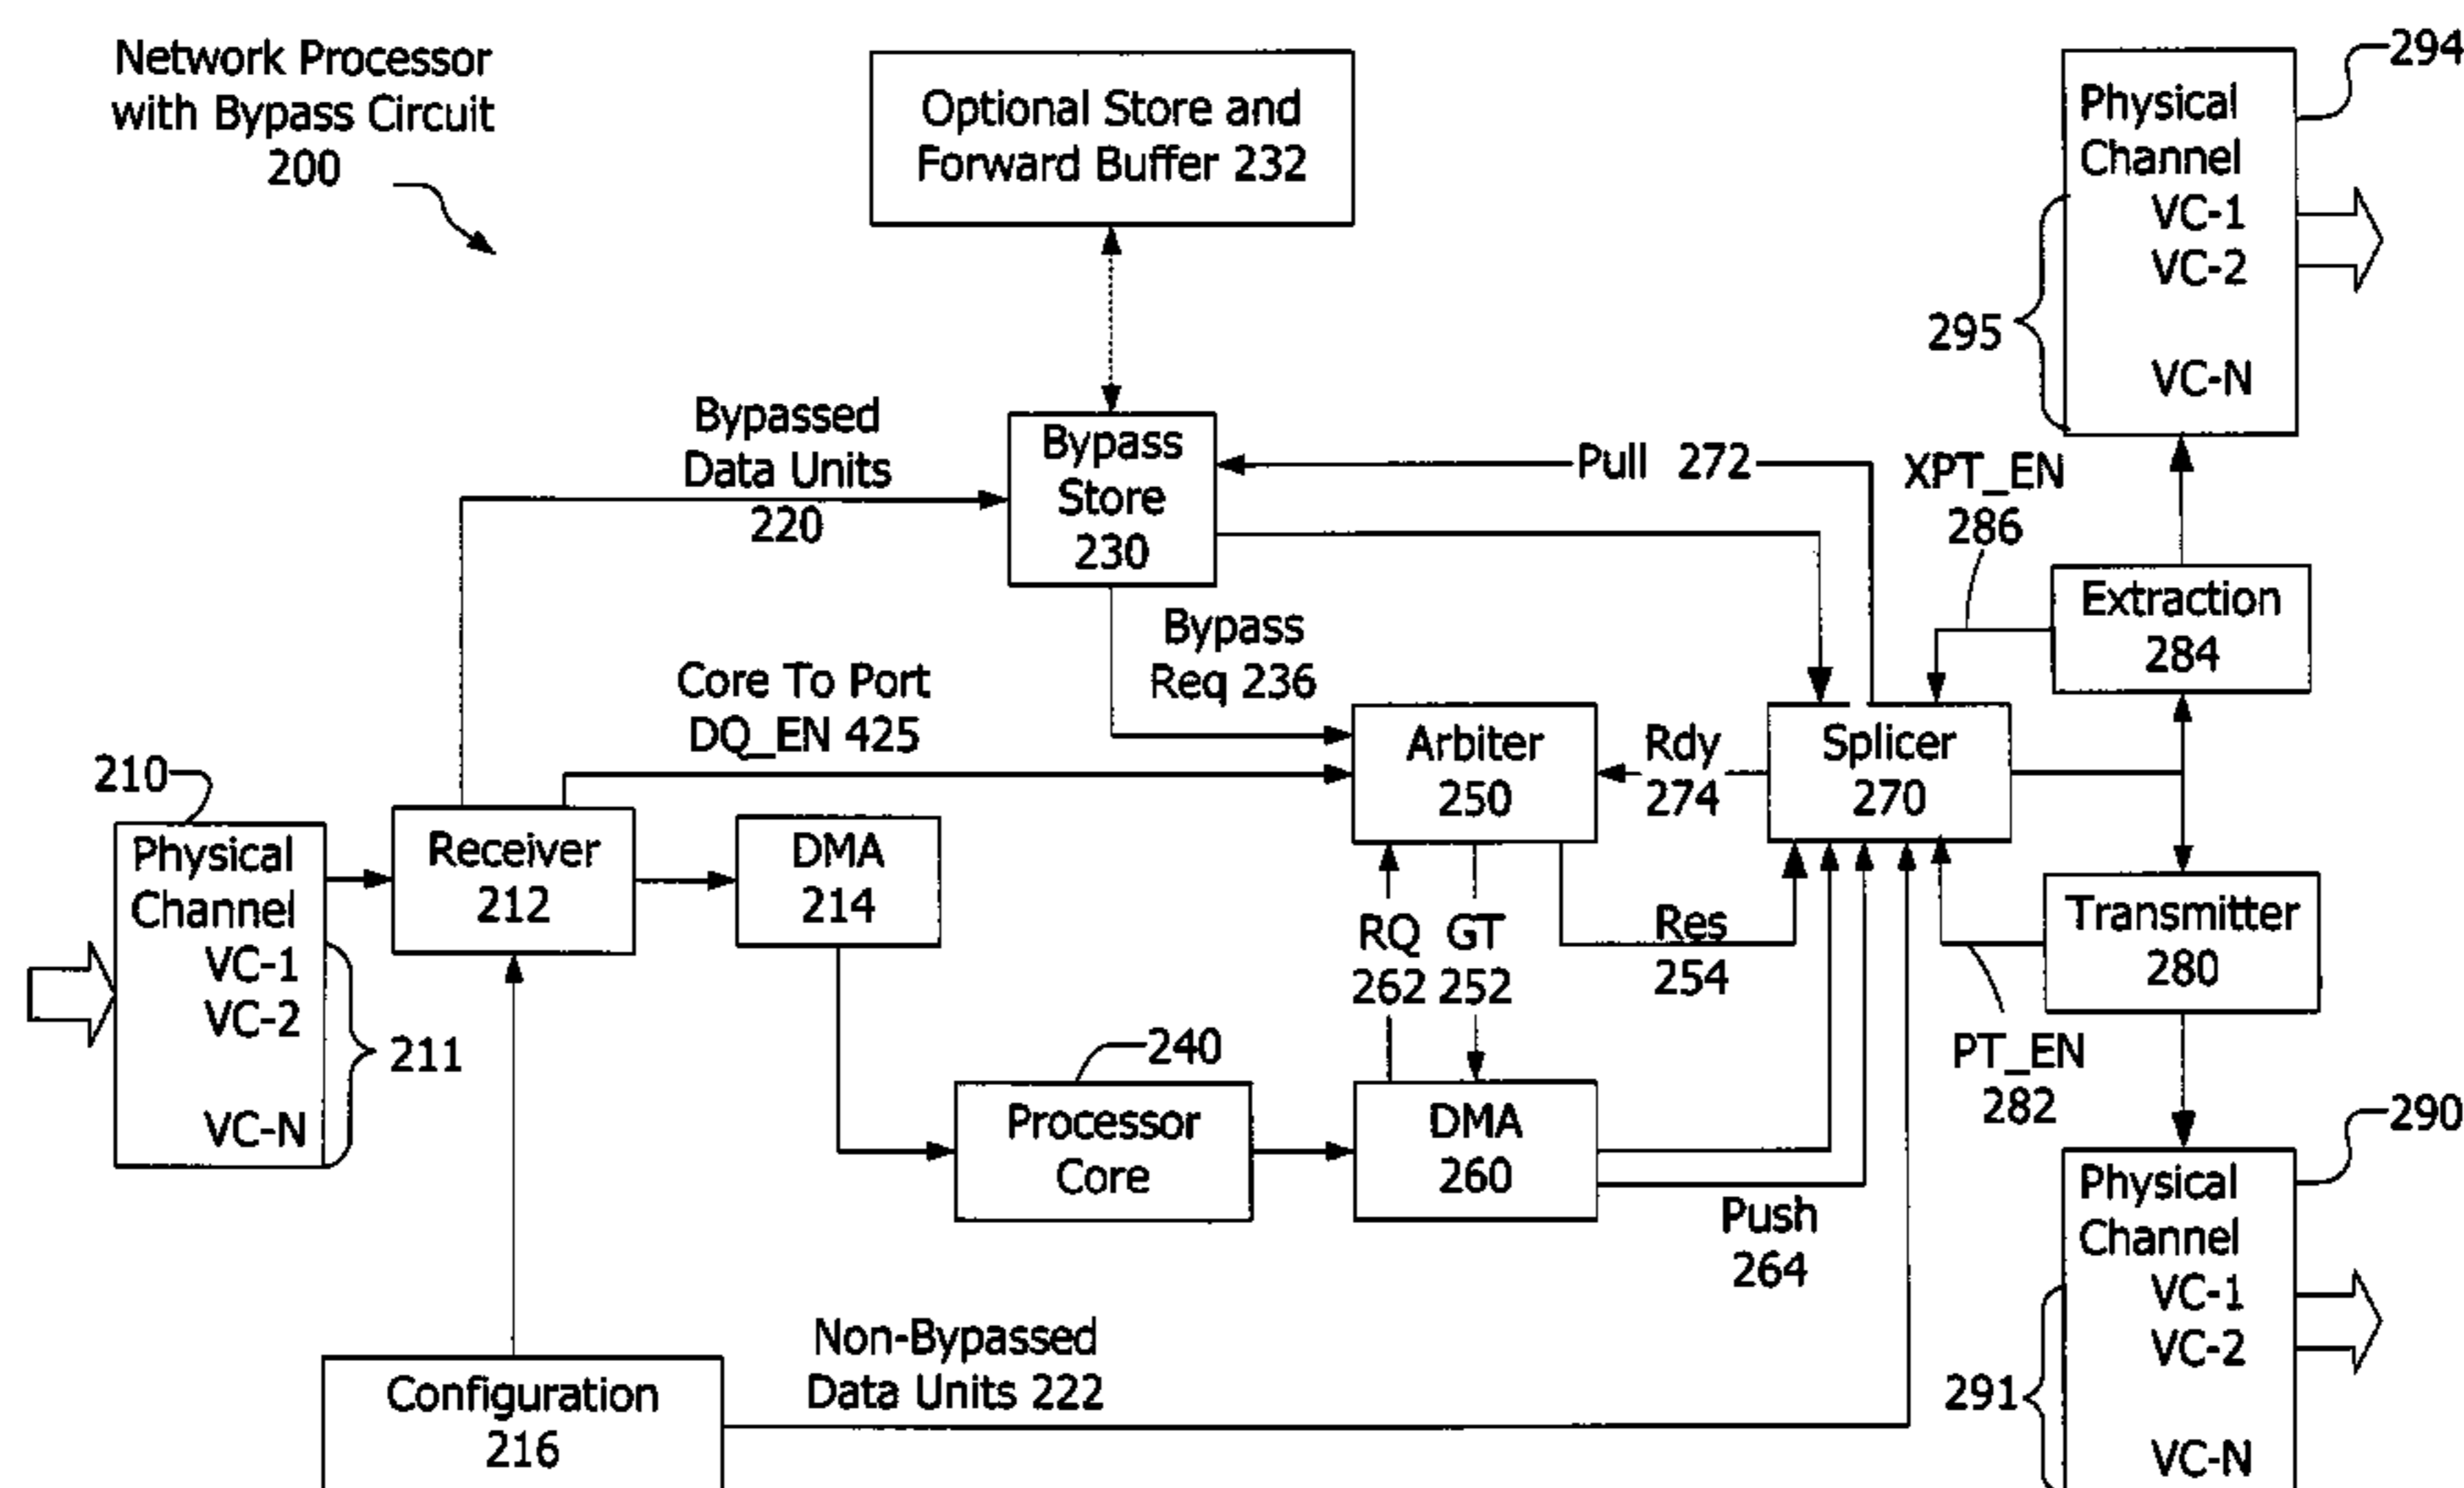 Network Processor
with Bypass Circuit
200
Optional Store and
Forward Buffer 232
Physical
Channel
VC-1
VC-2
VC-N
294
295
Bypassed
Data Units
220
Bypass
Store
230
Pull 272
XPT_EN
286
Extraction
284
Bypass
Req 236
Core To Port
DQ_EN 425
Arbiter
250
Rdy
274
Splicer
270
210
Physical
Channel
VC-1
VC-2
VC-N
211
Receiver
212
DMA
214
RQ
262
GT
252
Res
254
Transmitter
280
PT_EN
282
240
Processor
Core
DMA
260
Push
264
290
Physical
Channel
VC-1
VC-2
VC-N
291
Non-Bypassed
Data Units 222
Configuration
216